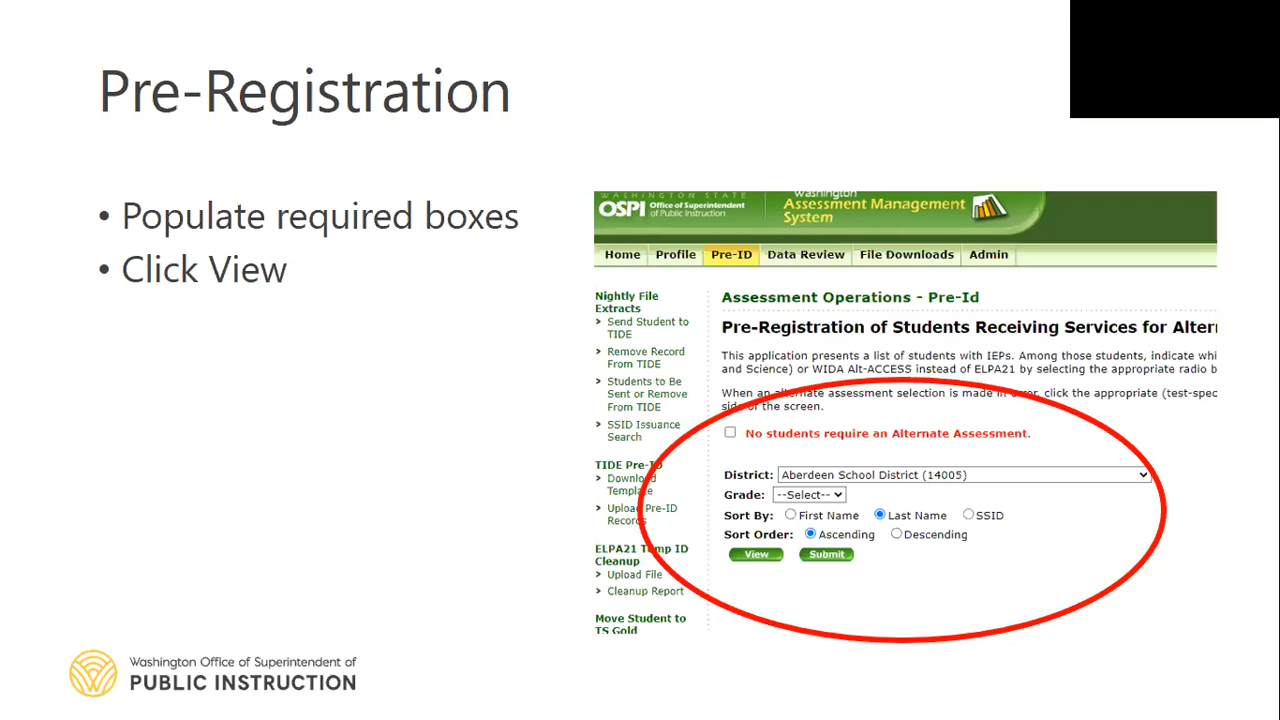 Pre-Registration
• Populate required boxes
• Click View
WASHINGTON STATE
OSPI Office of Superintendent
of Public Instruction
Washington
Assessment Management
System
Home Profile Pre-ID Data Review File Downloads Admin
Nightly File
Extracts
> Send Student to
TIDE
> Remove Record
From TIDE
> Students to Be
Sent or Remove
From TIDE
> SSID Issuance
Search
TIDE Pre-ID
> Download
Template
> Upload Pre-ID
Records
ELPA21 Temp ID
Cleanup
> Upload File
> Cleanup Report
Move Student to
TS Gold
Assessment Operations - Pre-Id
Pre-Registration of Students Receiving Services for Alter
This application presents a list of students with IEPs. Among those students, indicate whi
and Science) or WIDA Alt-ACCESS instead of ELPA21 by selecting the appropriate radio b
When an alternate assessment selection is made in error, click the appropriate (test-spec
side of the screen.
No students require an Alternate Assessment.
District: Aberdeen School District (14005)
Grade: --Select--
Sort By: First Name Last Name SSID
Sort Order: Ascending Descending
View Submit
Washington Office of Superintendent of
PUBLIC INSTRUCTION